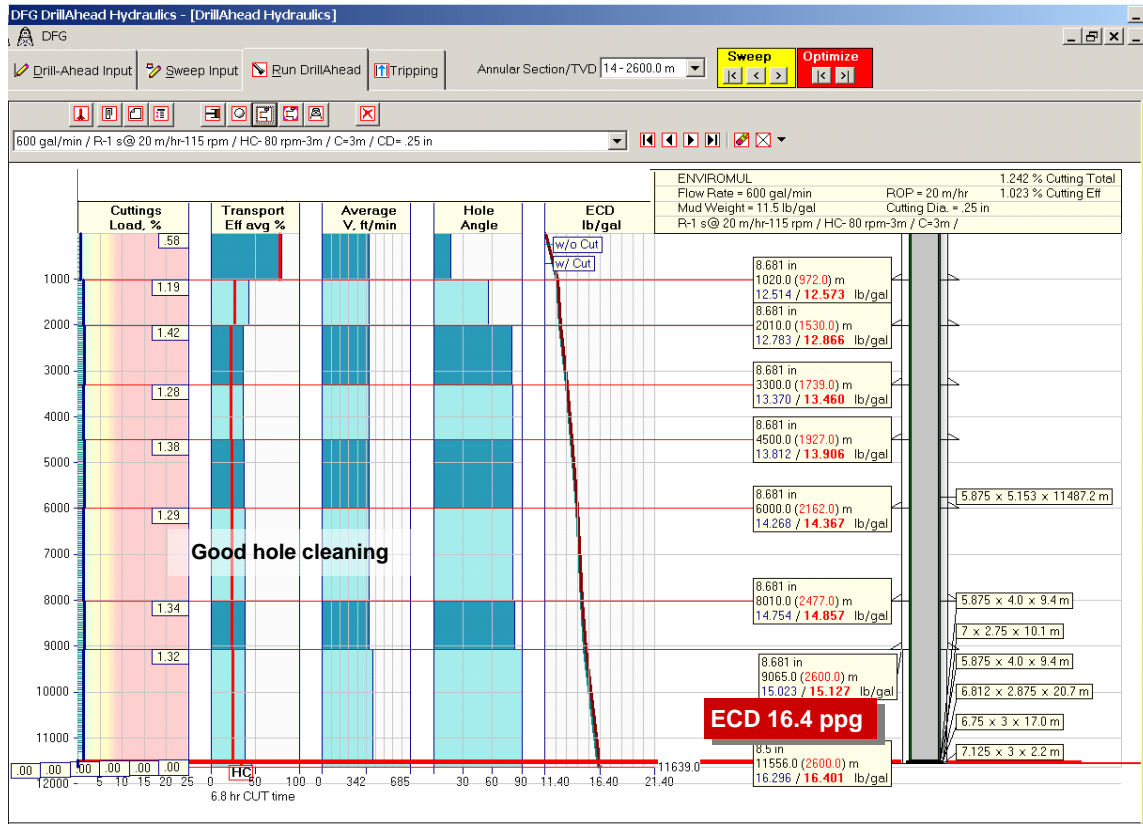 DFG DrillAhead Hydraulics - [DrillAhead Hydraulics]
DFG
Drill-Ahead Input
Sweep Input
Run DrillAhead
Tripping
Annular Section/TVD
14 - 2600.0 m
Sweep
|< < >
Optimize
|< >|
600 gal/min / R-1 s@ 20 m/hr-115 rpm / HC- 80 rpm-3m / C=3m / CD= .25 in
ENVIROMUL 1.242 % Cutting Total
Flow Rate = 600 gal/min ROP = 20 m/hr 1.023 % Cutting Eff
Mud Weight = 11.5 lb/gal Cutting Dia. = .25 in
R-1 s@ 20 m/hr-115 rpm / HC- 80 rpm-3m / C=3m /
Cuttings
Load, %
Transport
Eff avg %
Average
V, ft/min
Hole
Angle
ECD
lb/gal
w/o Cut
w/ Cut
1000
2000
3000
4000
5000
6000
7000
8000
9000
10000
11000
12000
.58
1.19
1.42
1.28
1.38
1.29
1.34
1.32
Good hole cleaning
8.681 in
1020.0 (972.0) m
12.514 / 12.573 lb/gal
8.681 in
2010.0 (1530.0) m
12.783 / 12.866 lb/gal
8.681 in
3300.0 (1739.0) m
13.370 / 13.460 lb/gal
8.681 in
4500.0 (1927.0) m
13.812 / 13.906 lb/gal
8.681 in
6000.0 (2162.0) m
14.268 / 14.367 lb/gal
8.681 in
8010.0 (2477.0) m
14.754 / 14.857 lb/gal
8.681 in
9065.0 (2600.0) m
15.023 / 15.127 lb/gal
ECD 16.4 ppg
8.5 in
11556.0 (2600.0) m
16.296 / 16.401 lb/gal
5.875 x 5.153 x 11487.2 m
5.875 x 4.0 x 9.4 m
7 x 2.75 x 10.1 m
5.875 x 4.0 x 9.4 m
6.812 x 2.875 x 20.7 m
6.75 x 3 x 17.0 m
7.125 x 3 x 2.2 m
11639.0
.00 .00 .00 .00 .00 .00 .00
HC
5 10 15 20 25
0 50 100
0 342 685
30 60 90
11.40 16.40 21.40
6.8 hr CUT time